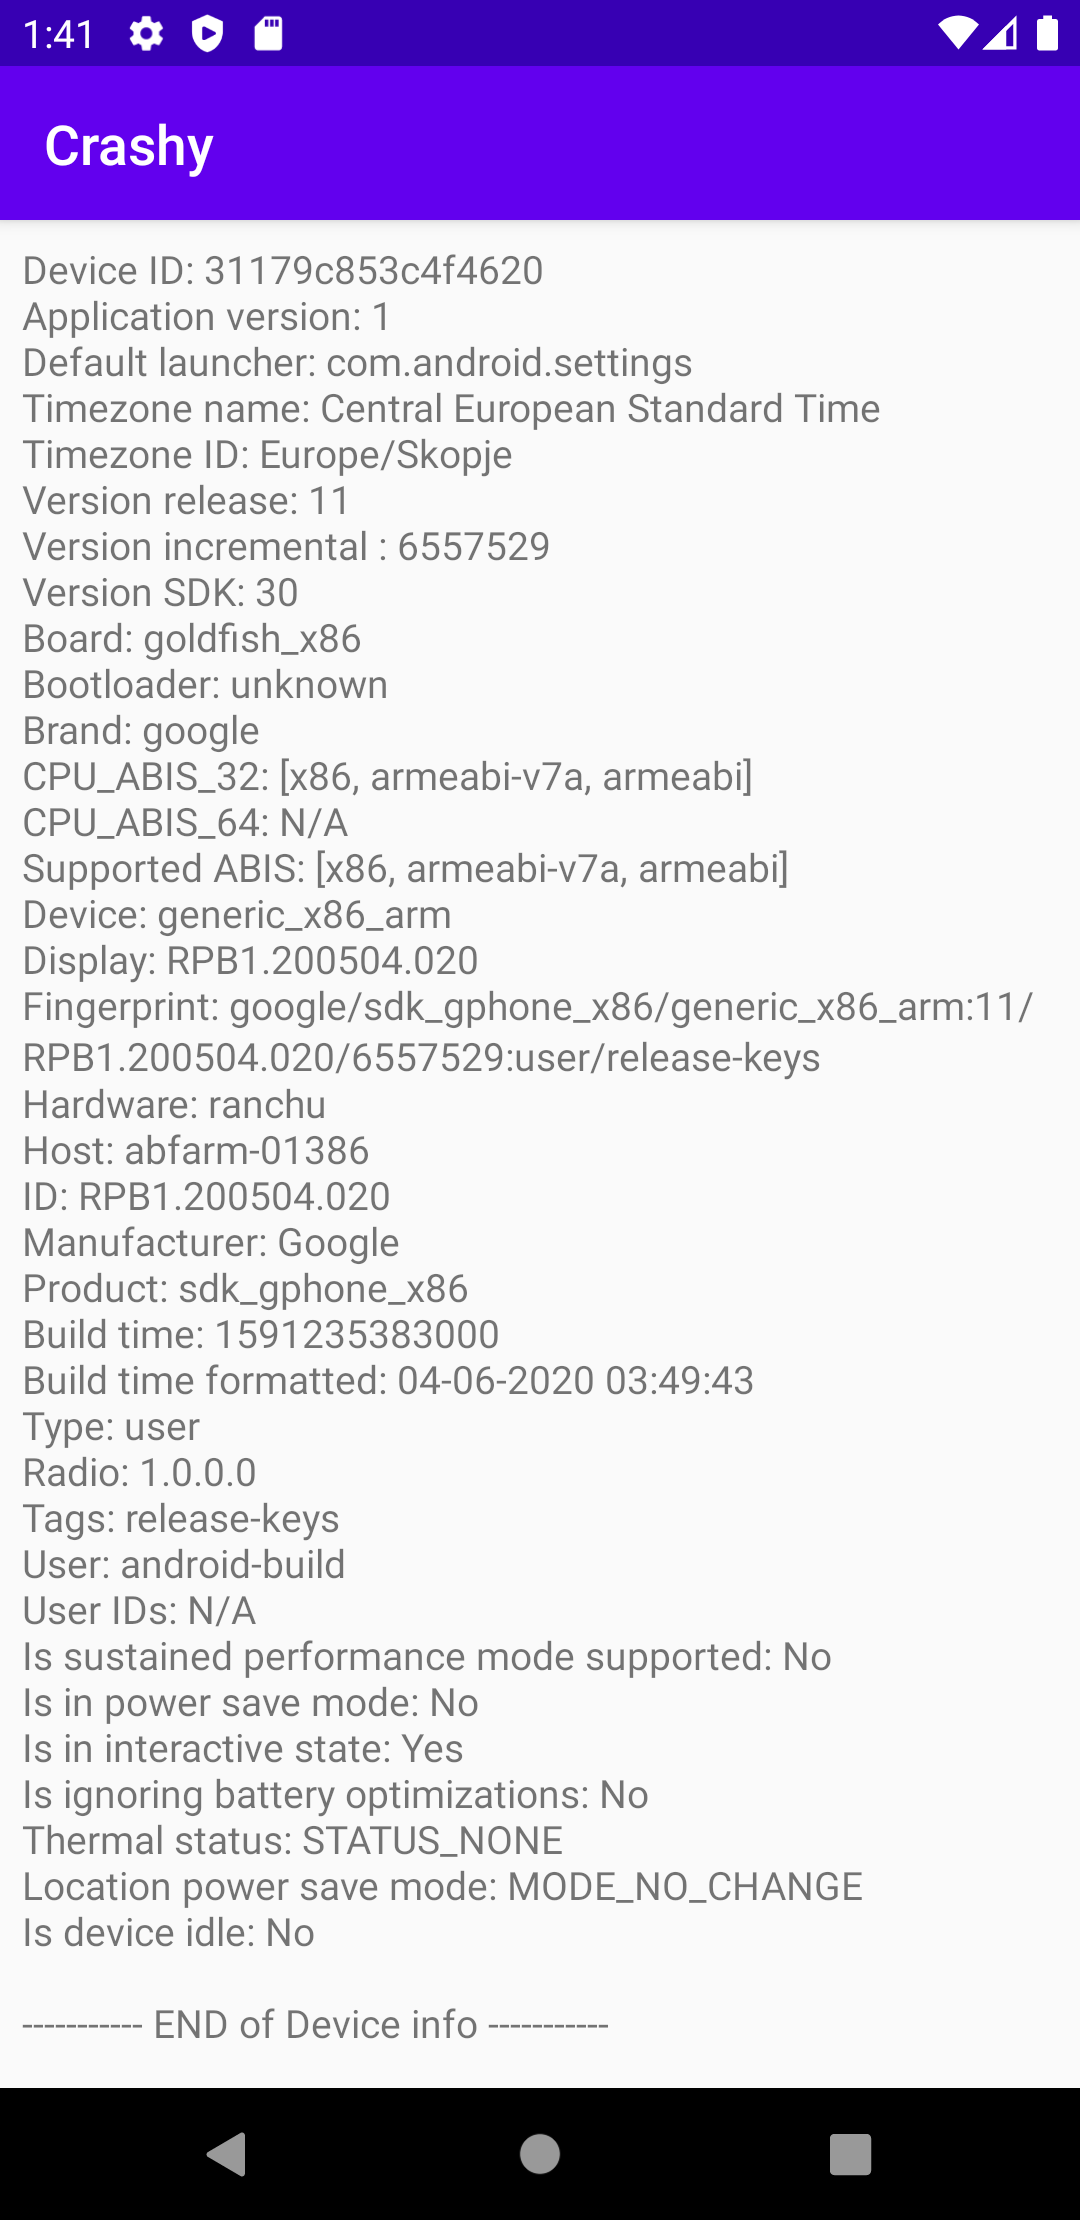 1:41
Crashy
Device ID: 31179c853c4f4620
Application version: 1
Default launcher: com.android.settings
Timezone name: Central European Standard Time
Timezone ID: Europe/Skopje
Version release: 11
Version incremental : 6557529
Version SDK: 30
Board: goldfish_x86
Bootloader: unknown
Brand: google
CPU_ABIS_32: [x86, armeabi-v7a, armeabi]
CPU_ABIS_64: N/A
Supported ABIS: [x86, armeabi-v7a, armeabi]
Device: generic_x86_arm
Display: RPB1.200504.020
Fingerprint: google/sdk_gphone_x86/generic_x86_arm:11/
RPB1.200504.020/6557529:user/release-keys
Hardware: ranchu
Host: abfarm-01386
ID: RPB1.200504.020
Manufacturer: Google
Product: sdk_gphone_x86
Build time: 1591235383000
Build time formatted: 04-06-2020 03:49:43
Type: user
Radio: 1.0.0.0
Tags: release-keys
User: android-build
User IDs: N/A
Is sustained performance mode supported: No
Is in power save mode: No
Is in interactive state: Yes
Is ignoring battery optimizations: No
Thermal status: STATUS_NONE
Location power save mode: MODE_NO_CHANGE
Is device idle: No
----------- END of Device info -----------